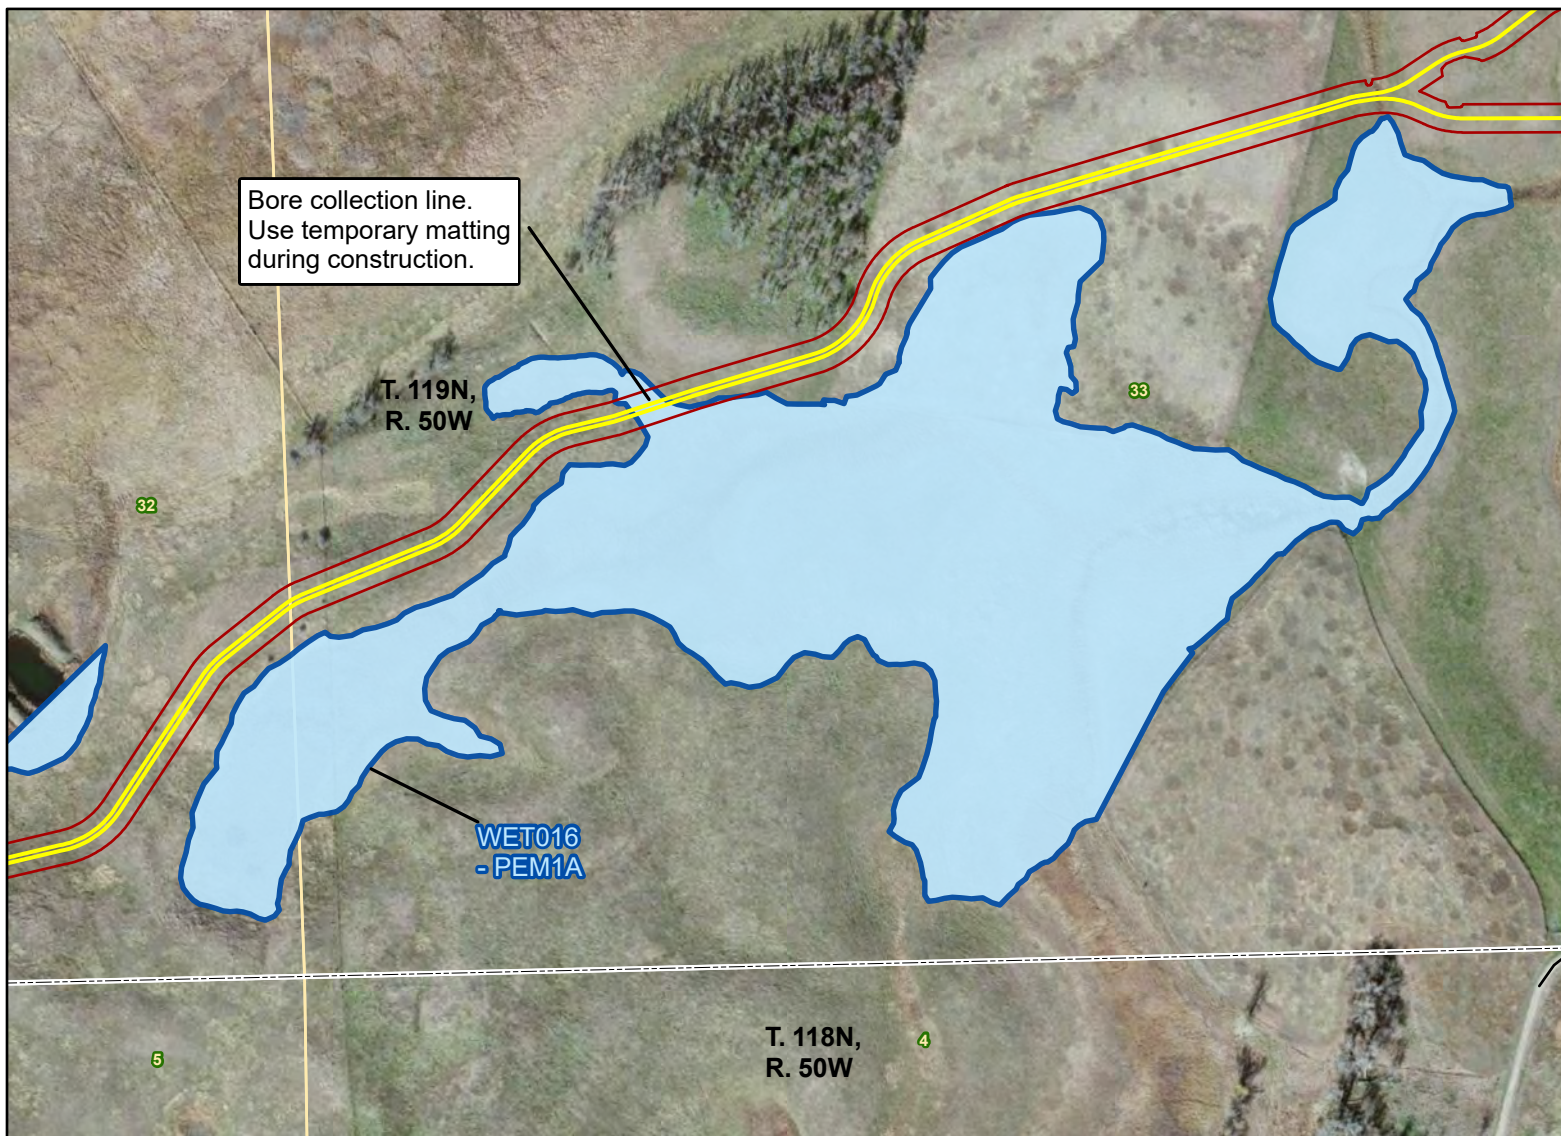 Bore collection line.
Use temporary matting
during construction.
T. 119N,
R. 50W
33
32
WET016
- PEM1A
T. 118N,
R. 50W
4
5